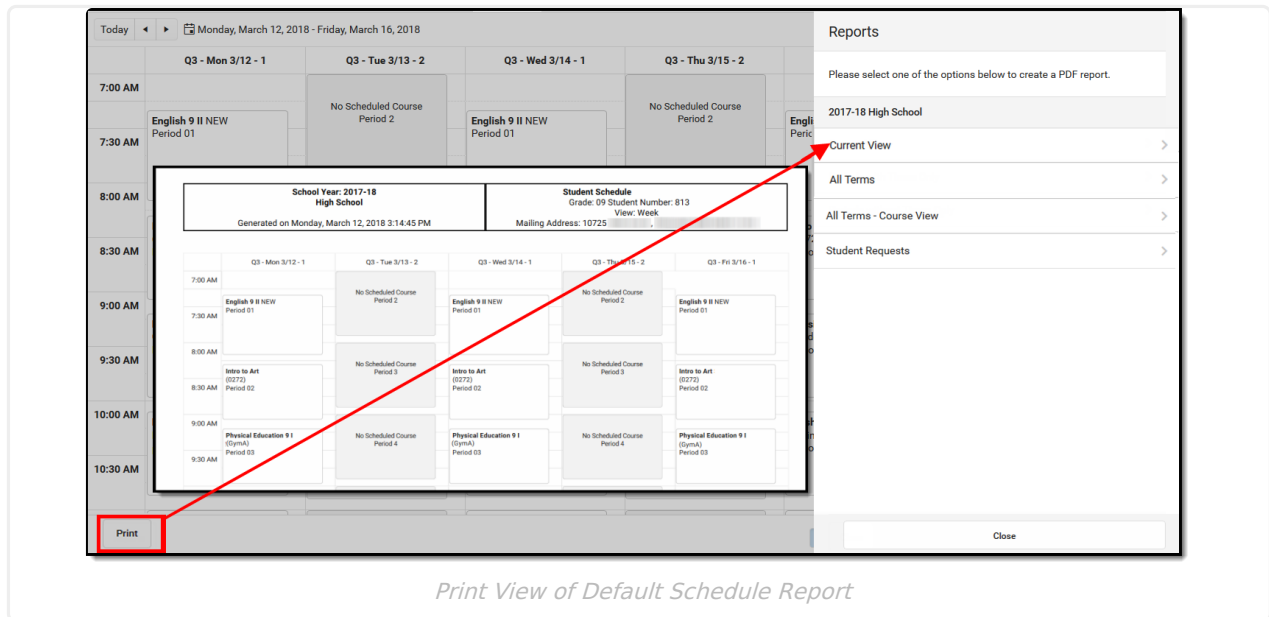 Today
Monday, March 12, 2018 - Friday, March 16, 2018
Q3 - Mon 3/12 - 1 Q3 - Tue 3/13 - 2 Q3 - Wed 3/14 - 1 Q3 - Thu 3/15 - 2
7:00 AM
No Scheduled Course No Scheduled Course
Period 2 Period 2
English 9 II NEW English 9 II NEW Engli
Period 01 Period 01 Peric
7:30 AM
8:00 AM
8:30 AM
9:00 AM
9:30 AM
10:00 AM
10:30 AM
School Year: 2017-18
High School
Generated on Monday, March 12, 2018 3:14:45 PM
Student Schedule
Grade: 09 Student Number: 813
View: Week
Mailing Address: 10725 ,
Q3 - Mon 3/12 - 1 Q3 - Tue 3/13 - 2 Q3 - Wed 3/14 - 1 Q3 - Thu 3/15 - 2 Q3 - Fri 3/16 - 1
7:00 AM
No Scheduled Course No Scheduled Course
Period 2 Period 2
English 9 II NEW English 9 II NEW English 9 II NEW
Period 01 Period 01 Period 01
7:30 AM
8:00 AM
No Scheduled Course No Scheduled Course
Period 3 Period 3
Intro to Art Intro to Art Intro to Art
(0272) (0272) (0272)
8:30 AM Period 02 Period 02 Period 02
9:00 AM
Physical Education 9 I No Scheduled Course Physical Education 9 I No Scheduled Course Physical Education 9 I
(GymA) Period 4 (GymA) Period 4 (GymA)
Period 03 Period 03 Period 03
9:30 AM
Print
Reports
Please select one of the options below to create a PDF report.
2017-18 High School
Current View
All Terms
All Terms - Course View
Student Requests
Close
Print View of Default Schedule Report